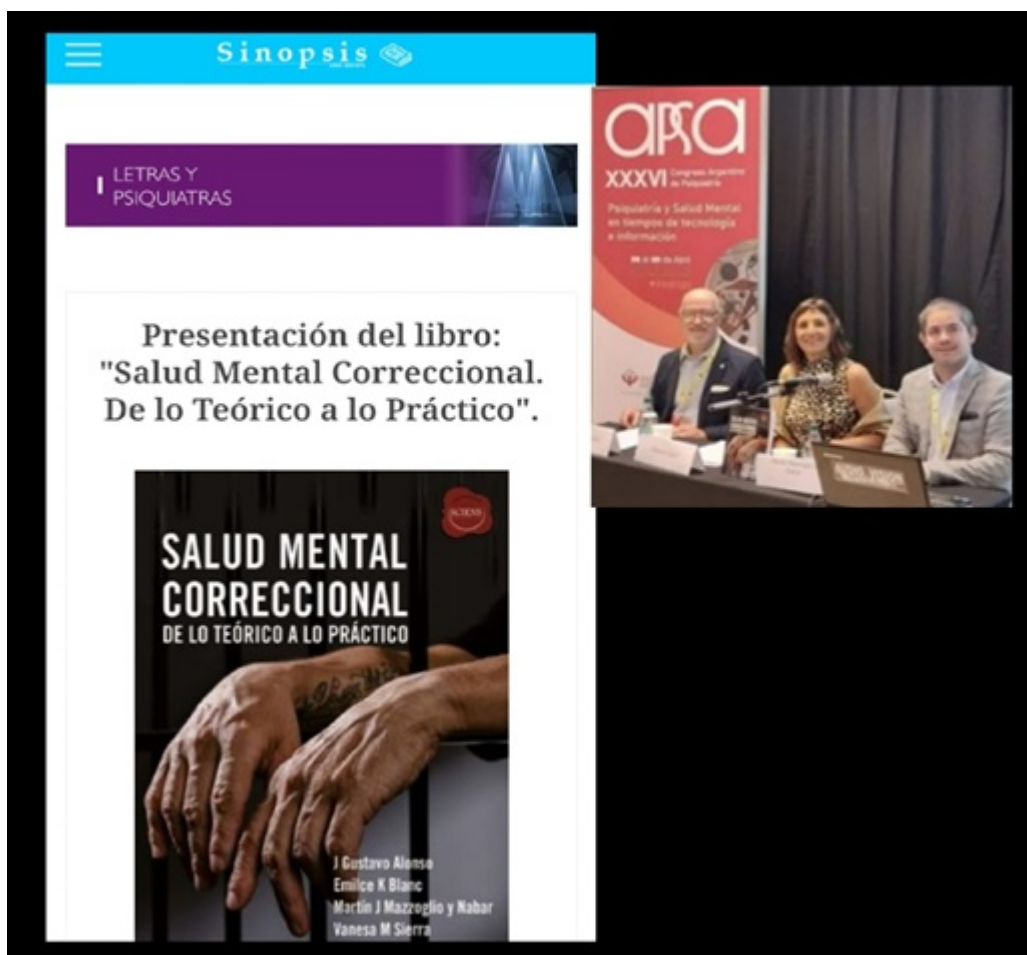 Sinopsis
LETRAS Y
PSIQUIATRAS
Presentación del libro:
"Salud Mental Correccional.
De lo Teórico a lo Práctico".
SCIENS
SALUD MENTAL
CORRECCIONAL
DE LO TEÓRICO A LO PRÁCTICO
J Gustavo Alonso
Emilce K Blanc
Martín J Mazzoglio y Nabar
Vanesa M Sierra
APSA
XXXVI Congreso Argentino
de Psiquiatría
Psiquiatría y Salud Mental
en tiempos de tecnología
e información